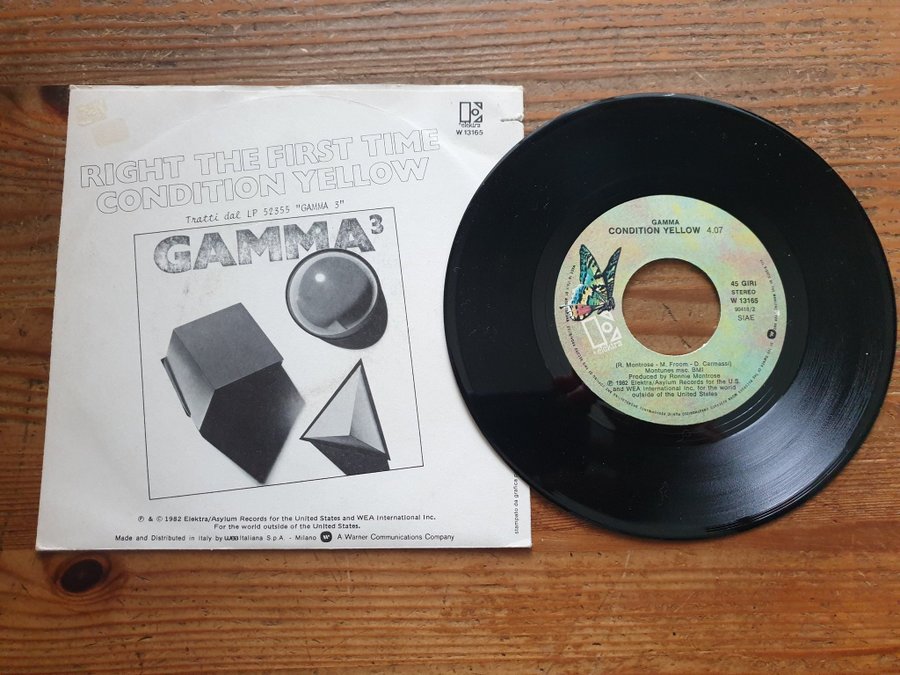 elektra
W 13165
RIGHT THE FIRST TIME
CONDITION YELLOW
Tratti dal LP 52355 "GAMMA 3"
GAMMA3
℗ & © 1982 Elektra/Asylum Records for the United States and WEA International Inc.
For the world outside of the United States.
Made and Distributed in Italy by wea Italiana S.p.A. - Milano A Warner Communications Company
stampato da grafica
GAMMA
CONDITION YELLOW 4.07
45 GIRI
STEREO
W 13165
90418/2
SIAE
elektra
(R. Montrose - M. Froom - D. Carmassi)
Montunes msc. BMI
Produced by Ronnie Montrose
℗ 1982 Elektra/Asylum Records for the U.S.
and WEA International Inc. for the world
outside of the United States